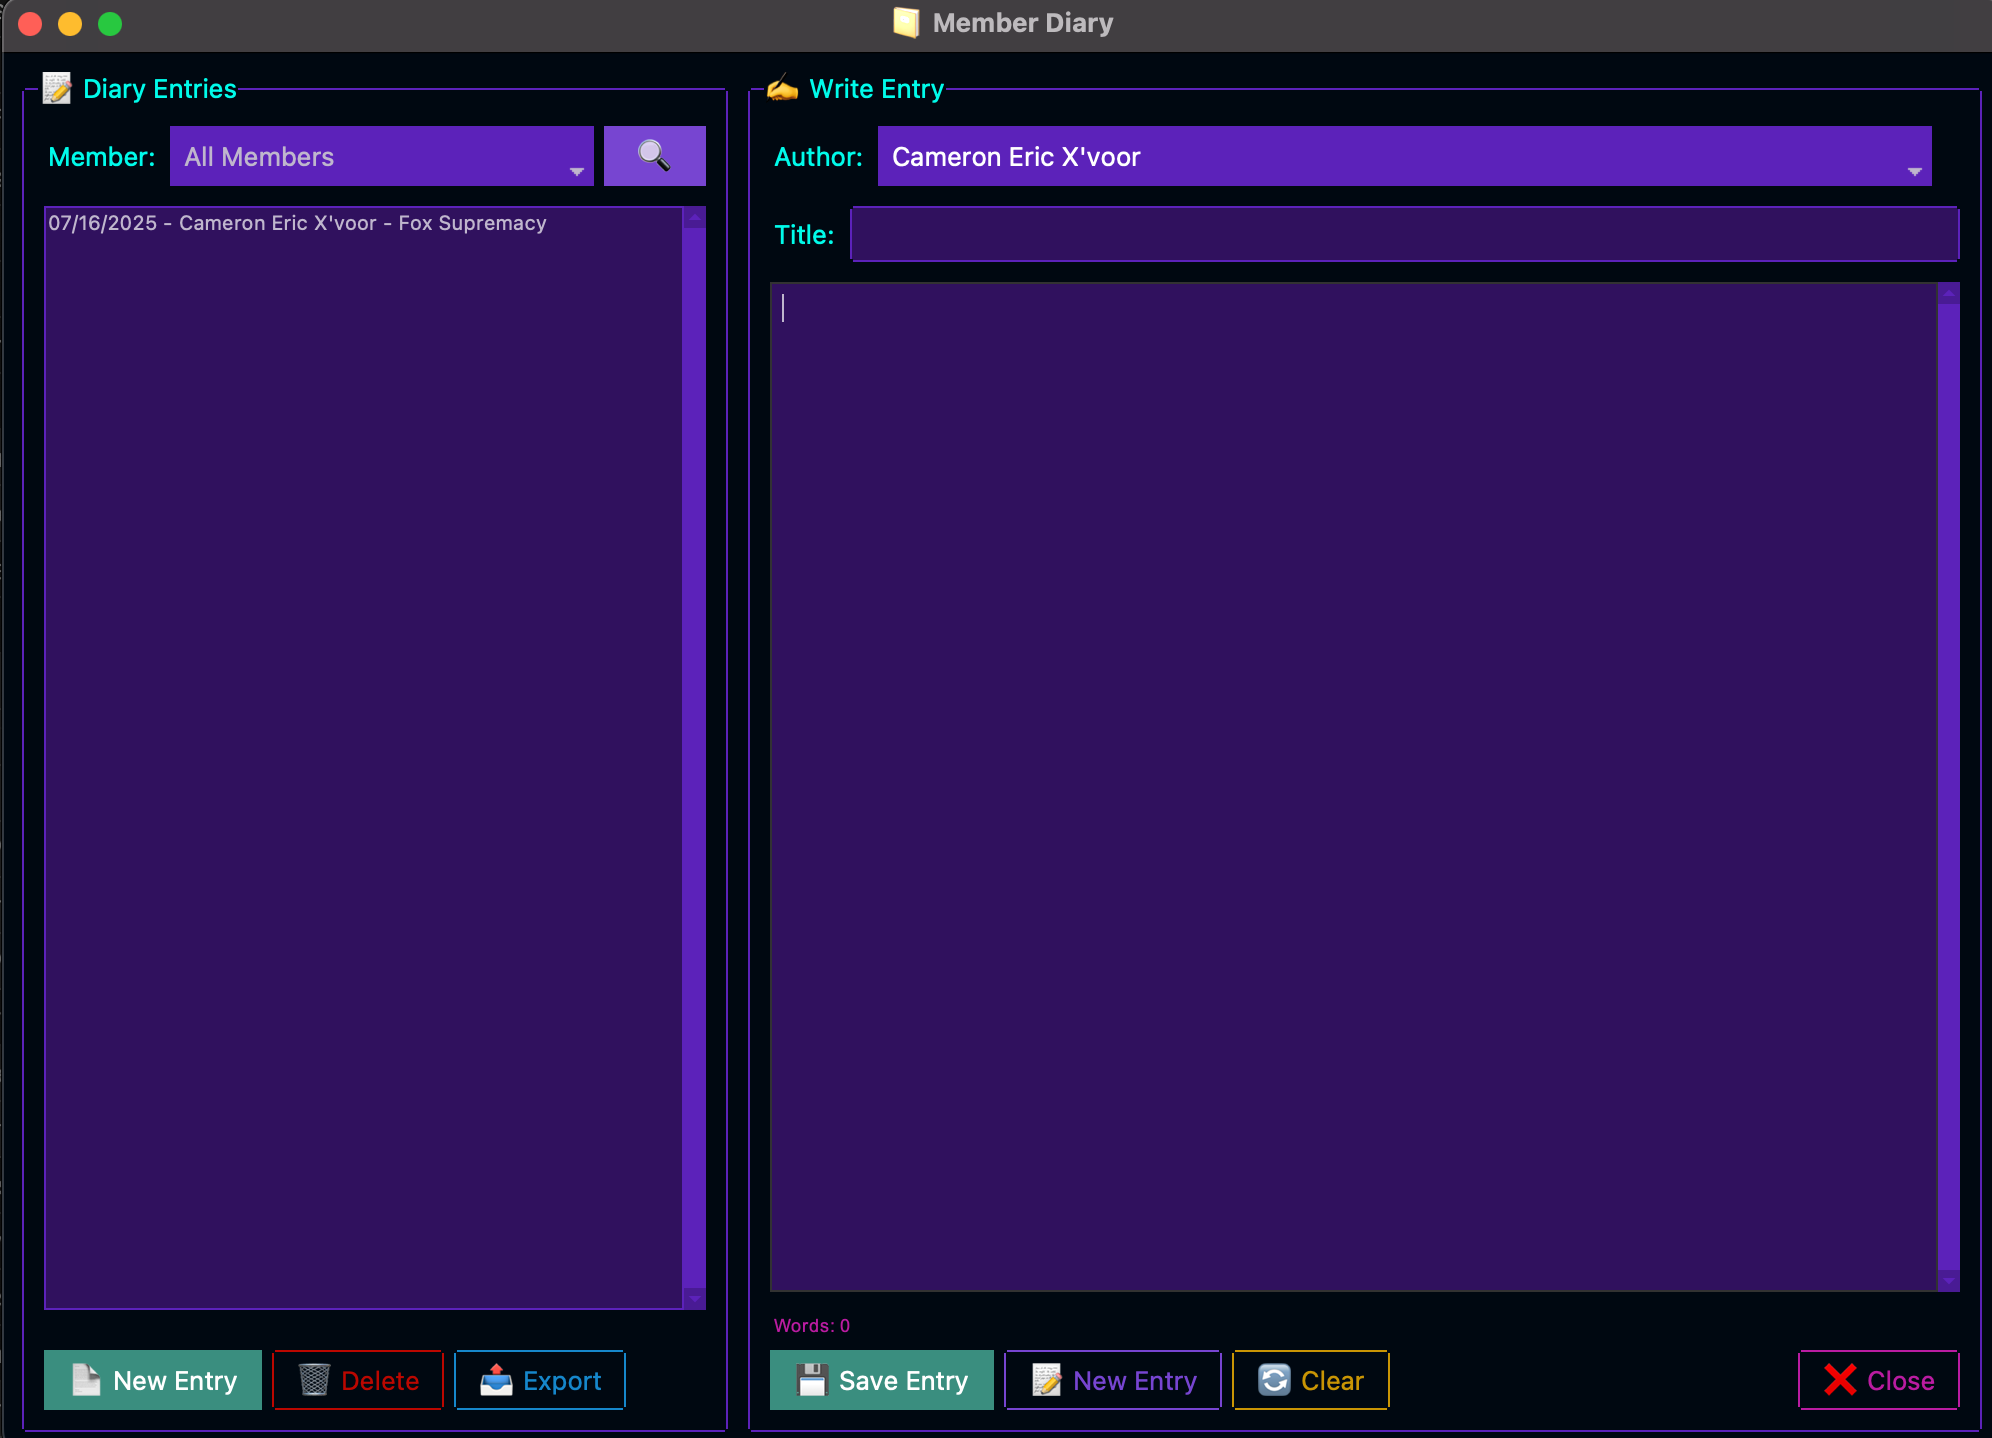 Member Diary
Diary Entries
Member: All Members
07/16/2025 - Cameron Eric X'voor - Fox Supremacy
New Entry Delete Export
Write Entry
Author: Cameron Eric X'voor
Title:
Words: 0
Save Entry New Entry Clear Close